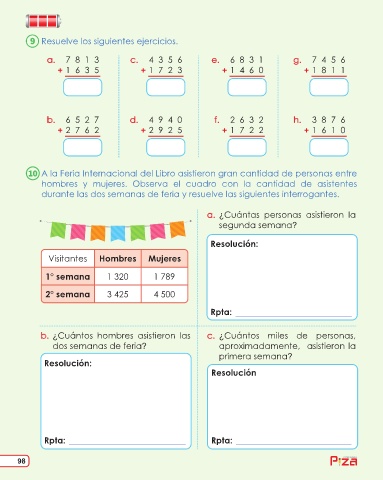 9 Resuelve los siguientes ejercicios.
a. 7 8 1 3
+ 1 6 3 5
c. 4 3 5 6
+ 1 7 2 3
e. 6 8 3 1
+ 1 4 6 0
g. 7 4 5 6
+ 1 8 1 1
b. 6 5 2 7
+ 2 7 6 2
d. 4 9 4 0
+ 2 9 2 5
f. 2 6 3 2
+ 1 7 2 2
h. 3 8 7 6
+ 1 6 1 0
10 A la Feria Internacional del Libro asistieron gran cantidad de personas entre
hombres y mujeres. Observa el cuadro con la cantidad de asistentes
durante las dos semanas de feria y resuelve las siguientes interrogantes.
Visitantes Hombres Mujeres
1° semana 1 320 1 789
2° semana 3 425 4 500
a. ¿Cuántas personas asistieron la
segunda semana?
Resolución:
Rpta:
b. ¿Cuántos hombres asistieron las
dos semanas de feria?
Resolución:
Rpta:
c. ¿Cuántos miles de personas,
aproximadamente, asistieron la
primera semana?
Resolución
Rpta:
98
Piza